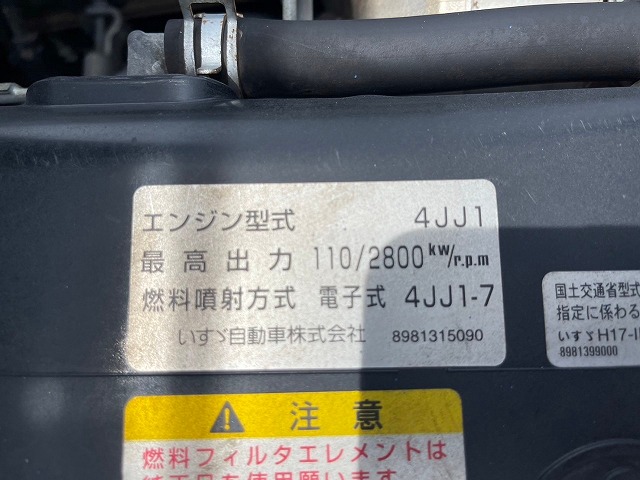 エンジン型式 4JJ1
最高出力 110/2800 kw/r.p.m
燃料噴射方式 電子式 4JJ1-7
いすゞ自動車株式会社 8981315090
国土交通省型式
指定に係わる
いすゞH17-
8981399000
注意
燃料フィルタエレメントは